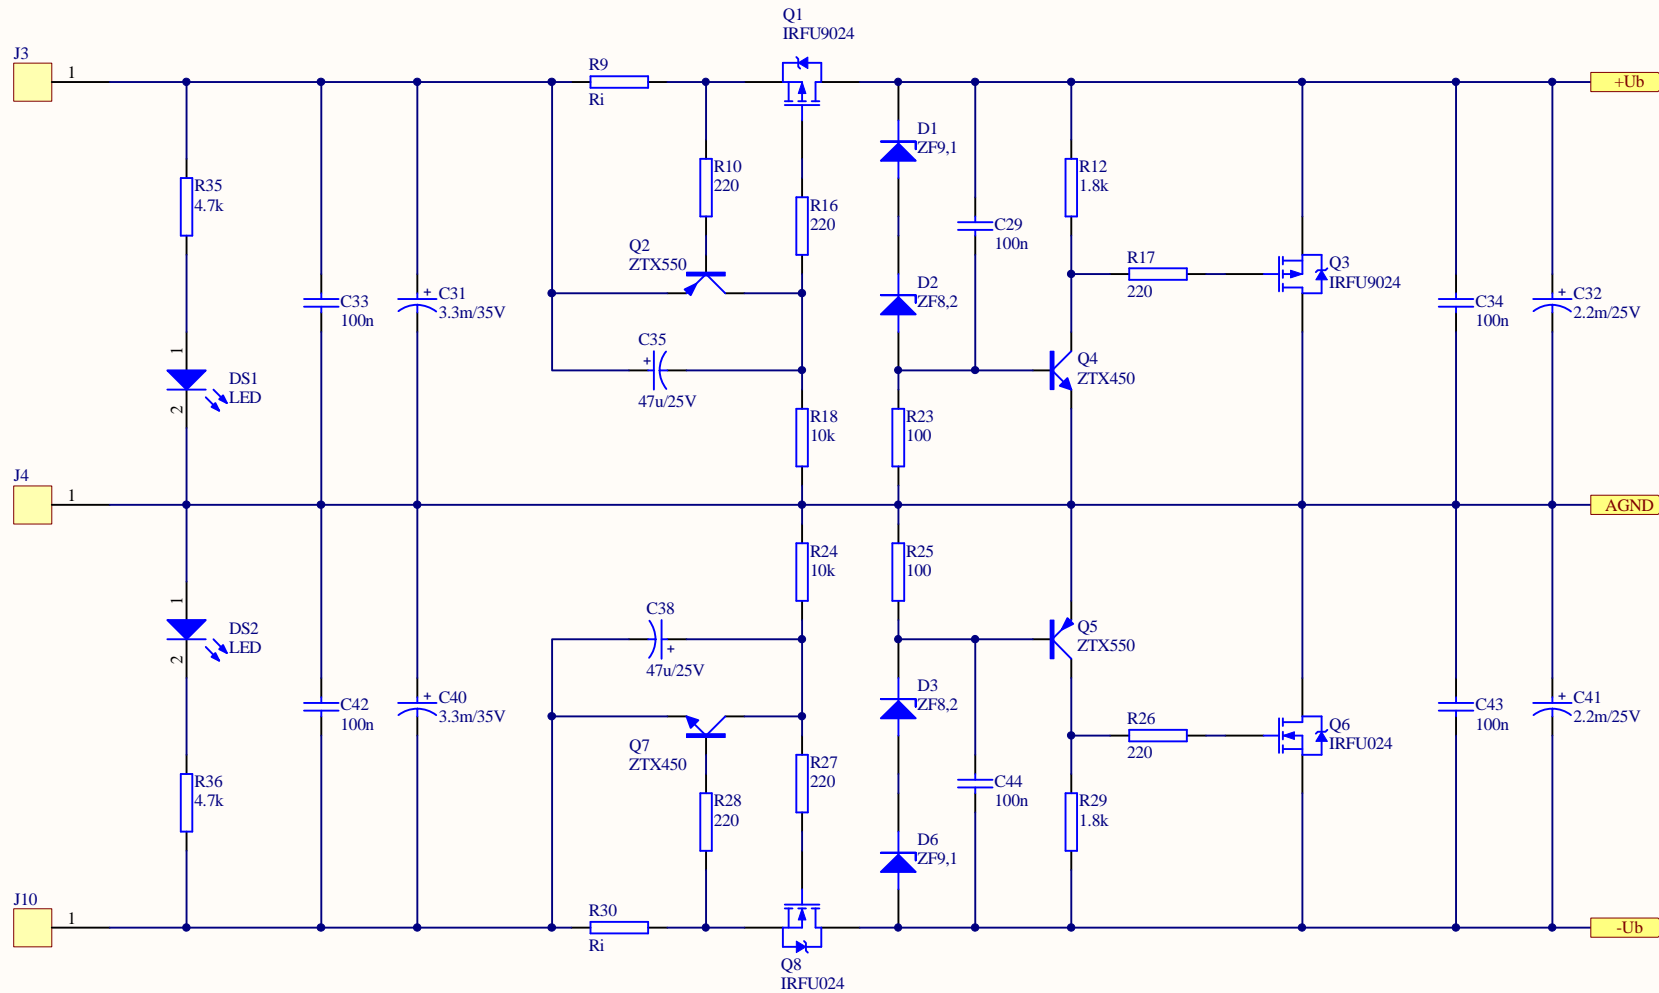 Q1
IRFU9024
J3
1
R9
Ri
+Ub
D1
ZF9,1
R10
220
R12
1.8k
R35
4.7k
R16
220
C29
100n
Q2
ZTX550
R17
220
Q3
IRFU9024
D2
ZF8,2
C33
100n
+
C31
3.3m/35V
C34
100n
+
C32
2.2m/25V
1
C35
+
47u/25V
Q4
ZTX450
DS1
LED
2
R18
10k
R23
100
J4
1
AGND
R24
10k
R25
100
1
C38
+
47u/25V
DS2
LED
2
Q5
ZTX550
C42
100n
+
C40
3.3m/35V
D3
ZF8,2
C43
100n
+
C41
2.2m/25V
Q7
ZTX450
R26
220
Q6
IRFU024
R27
220
R36
4.7k
C44
100n
R28
220
R29
1.8k
D6
ZF9,1
J10
1
R30
Ri
-Ub
Q8
IRFU024